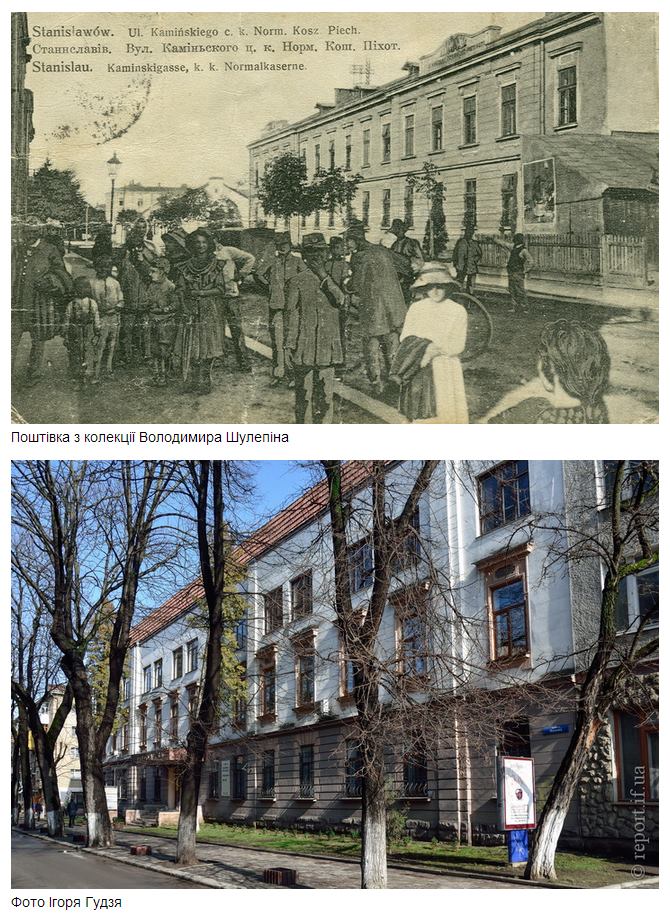 Stanisławów. Ul. Kamińskiego c. k. Norm. Kosz Piech.
Станиславів. Вул. Камінського ц. к. Норм. Кош. Піхот.
Stanislau. Kaminskigasse, k. k. Normalkaserne.
Поштівка з колекції Володимира Шулепіна
© report.if.ua
Фото Ігоря Гудзя